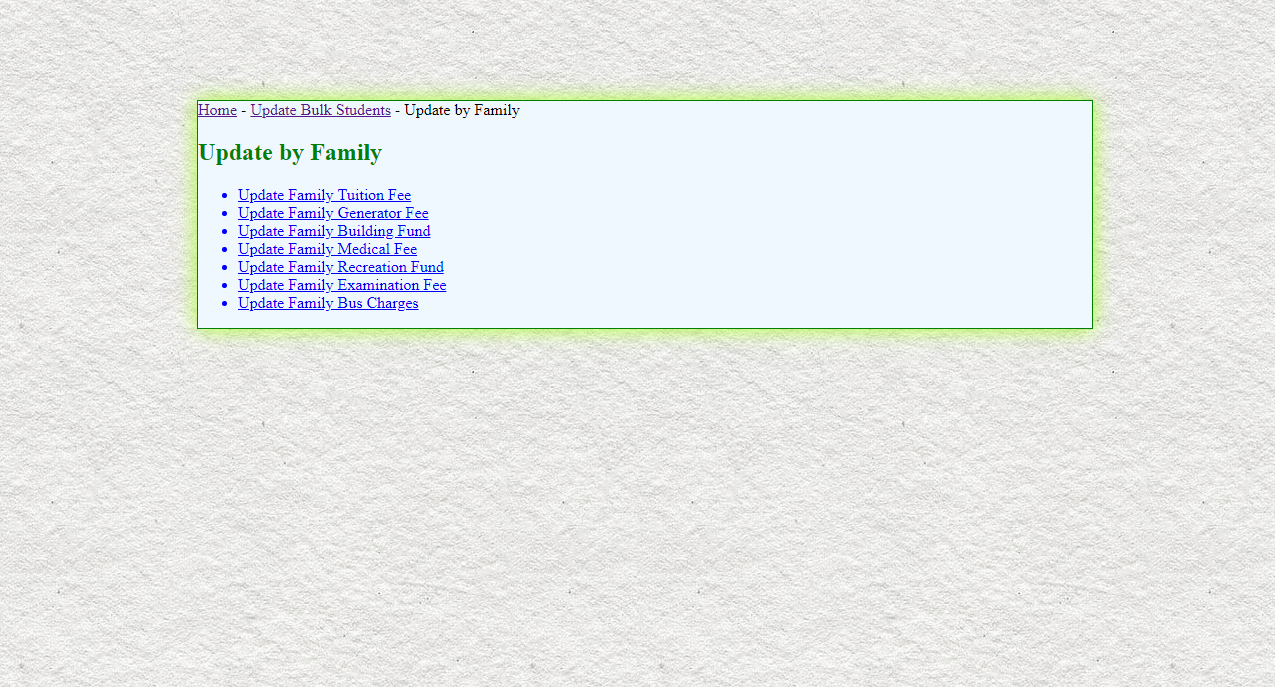 Home - Update Bulk Students - Update by Family
Update by Family
Update Family Tuition Fee
Update Family Generator Fee
Update Family Building Fund
Update Family Medical Fee
Update Family Recreation Fund
Update Family Examination Fee
Update Family Bus Charges